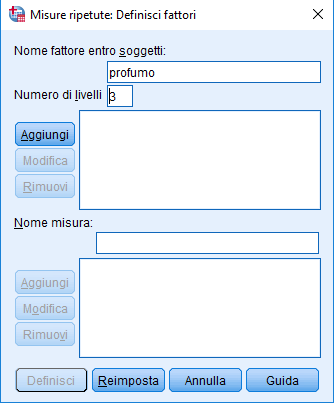 Misure ripetute: Definisci fattori
Nome fattore entro soggetti:
profumo
Numero di livelli 3
Aggiungi
Modifica
Rimuovi
Nome misura:
Aggiungi
Modifica
Rimuovi
Definisci Reimposta Annulla Guida